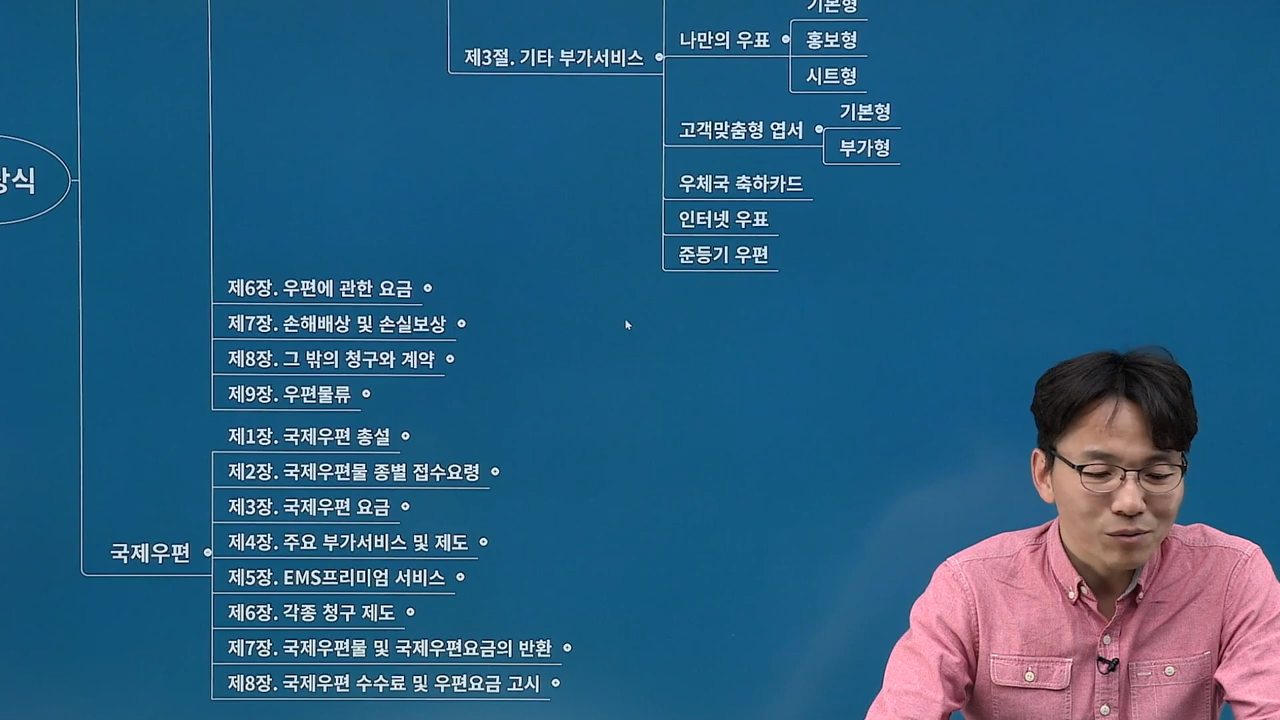 기본형
나만의 우표
홍보형
제3절. 기타 부가서비스
시트형
기본형
고객맞춤형 엽서
부가형
우체국 축하카드
인터넷 우표
준등기 우편
제6장. 우편에 관한 요금
제7장. 손해배상 및 손실보상
제8장. 그 밖의 청구와 계약
제9장. 우편물류
제1장. 국제우편 총설
제2장. 국제우편물 종별 접수요령
제3장. 국제우편 요금
제4장. 주요 부가서비스 및 제도
국제우편
제5장. EMS프리미엄 서비스
제6장. 각종 청구 제도
제7장. 국제우편물 및 국제우편요금의 반환
제8장. 국제우편 수수료 및 우편요금 고시